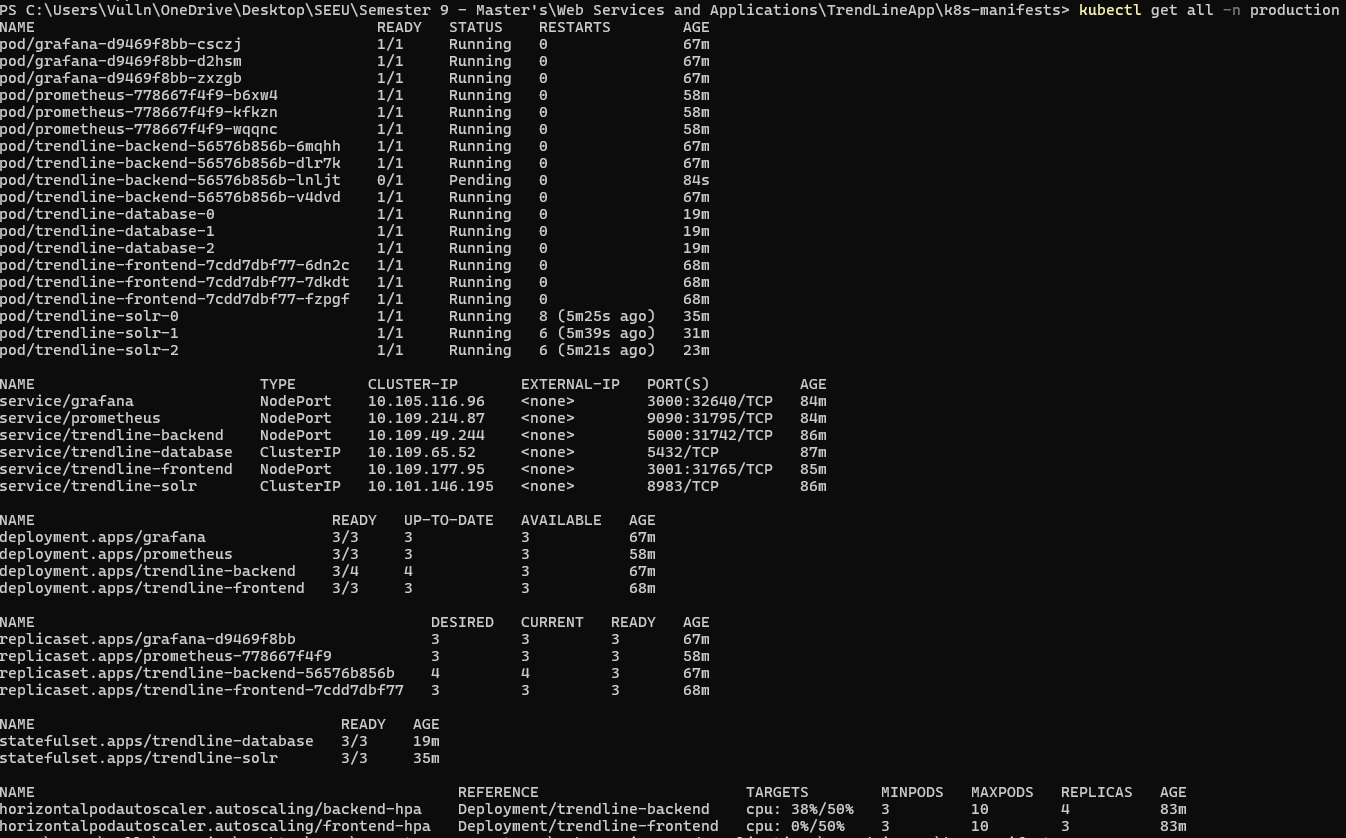 PS C:\Users\Vulln\OneDrive\Desktop\SEEU\Semester 9 - Master's\Web Services and Applications\TrendLineApp\k8s-manifests> kubectl get all -n production
NAME READY STATUS RESTARTS AGE
pod/grafana-d9469f8bb-csczj 1/1 Running 0 67m
pod/grafana-d9469f8bb-d2hsm 1/1 Running 0 67m
pod/grafana-d9469f8bb-zxzgb 1/1 Running 0 67m
pod/prometheus-778667f4f9-b6xw4 1/1 Running 0 58m
pod/prometheus-778667f4f9-kfkzn 1/1 Running 0 58m
pod/prometheus-778667f4f9-wqqnc 1/1 Running 0 58m
pod/trendline-backend-56576b856b-6mqhh 1/1 Running 0 67m
pod/trendline-backend-56576b856b-dlr7k 1/1 Running 0 67m
pod/trendline-backend-56576b856b-lnljt 0/1 Pending 0 84s
pod/trendline-backend-56576b856b-v4dvd 1/1 Running 0 67m
pod/trendline-database-0 1/1 Running 0 19m
pod/trendline-database-1 1/1 Running 0 19m
pod/trendline-database-2 1/1 Running 0 19m
pod/trendline-frontend-7cdd7dbf77-6dn2c 1/1 Running 0 68m
pod/trendline-frontend-7cdd7dbf77-7dkdt 1/1 Running 0 68m
pod/trendline-frontend-7cdd7dbf77-fzpgf 1/1 Running 0 68m
pod/trendline-solr-0 1/1 Running 8 (5m25s ago) 35m
pod/trendline-solr-1 1/1 Running 6 (5m39s ago) 31m
pod/trendline-solr-2 1/1 Running 6 (5m21s ago) 23m
NAME TYPE CLUSTER-IP EXTERNAL-IP PORT(S) AGE
service/grafana NodePort 10.105.116.96 <none> 3000:32640/TCP 84m
service/prometheus NodePort 10.109.214.87 <none> 9090:31795/TCP 84m
service/trendline-backend NodePort 10.109.49.244 <none> 5000:31742/TCP 86m
service/trendline-database ClusterIP 10.109.65.52 <none> 5432/TCP 87m
service/trendline-frontend NodePort 10.109.177.95 <none> 3001:31765/TCP 85m
service/trendline-solr ClusterIP 10.101.146.195 <none> 8983/TCP 86m
NAME READY UP-TO-DATE AVAILABLE AGE
deployment.apps/grafana 3/3 3 3 67m
deployment.apps/prometheus 3/3 3 3 58m
deployment.apps/trendline-backend 3/4 4 3 67m
deployment.apps/trendline-frontend 3/3 3 3 68m
NAME DESIRED CURRENT READY AGE
replicaset.apps/grafana-d9469f8bb 3 3 3 67m
replicaset.apps/prometheus-778667f4f9 3 3 3 58m
replicaset.apps/trendline-backend-56576b856b 4 4 3 67m
replicaset.apps/trendline-frontend-7cdd7dbf77 3 3 3 68m
NAME READY AGE
statefulset.apps/trendline-database 3/3 19m
statefulset.apps/trendline-solr 3/3 35m
NAME REFERENCE TARGETS MINPODS MAXPODS REPLICAS AGE
horizontalpodautoscaler.autoscaling/backend-hpa Deployment/trendline-backend cpu: 38%/50% 3 10 4 83m
horizontalpodautoscaler.autoscaling/frontend-hpa Deployment/trendline-frontend cpu: 0%/50% 3 10 3 83m